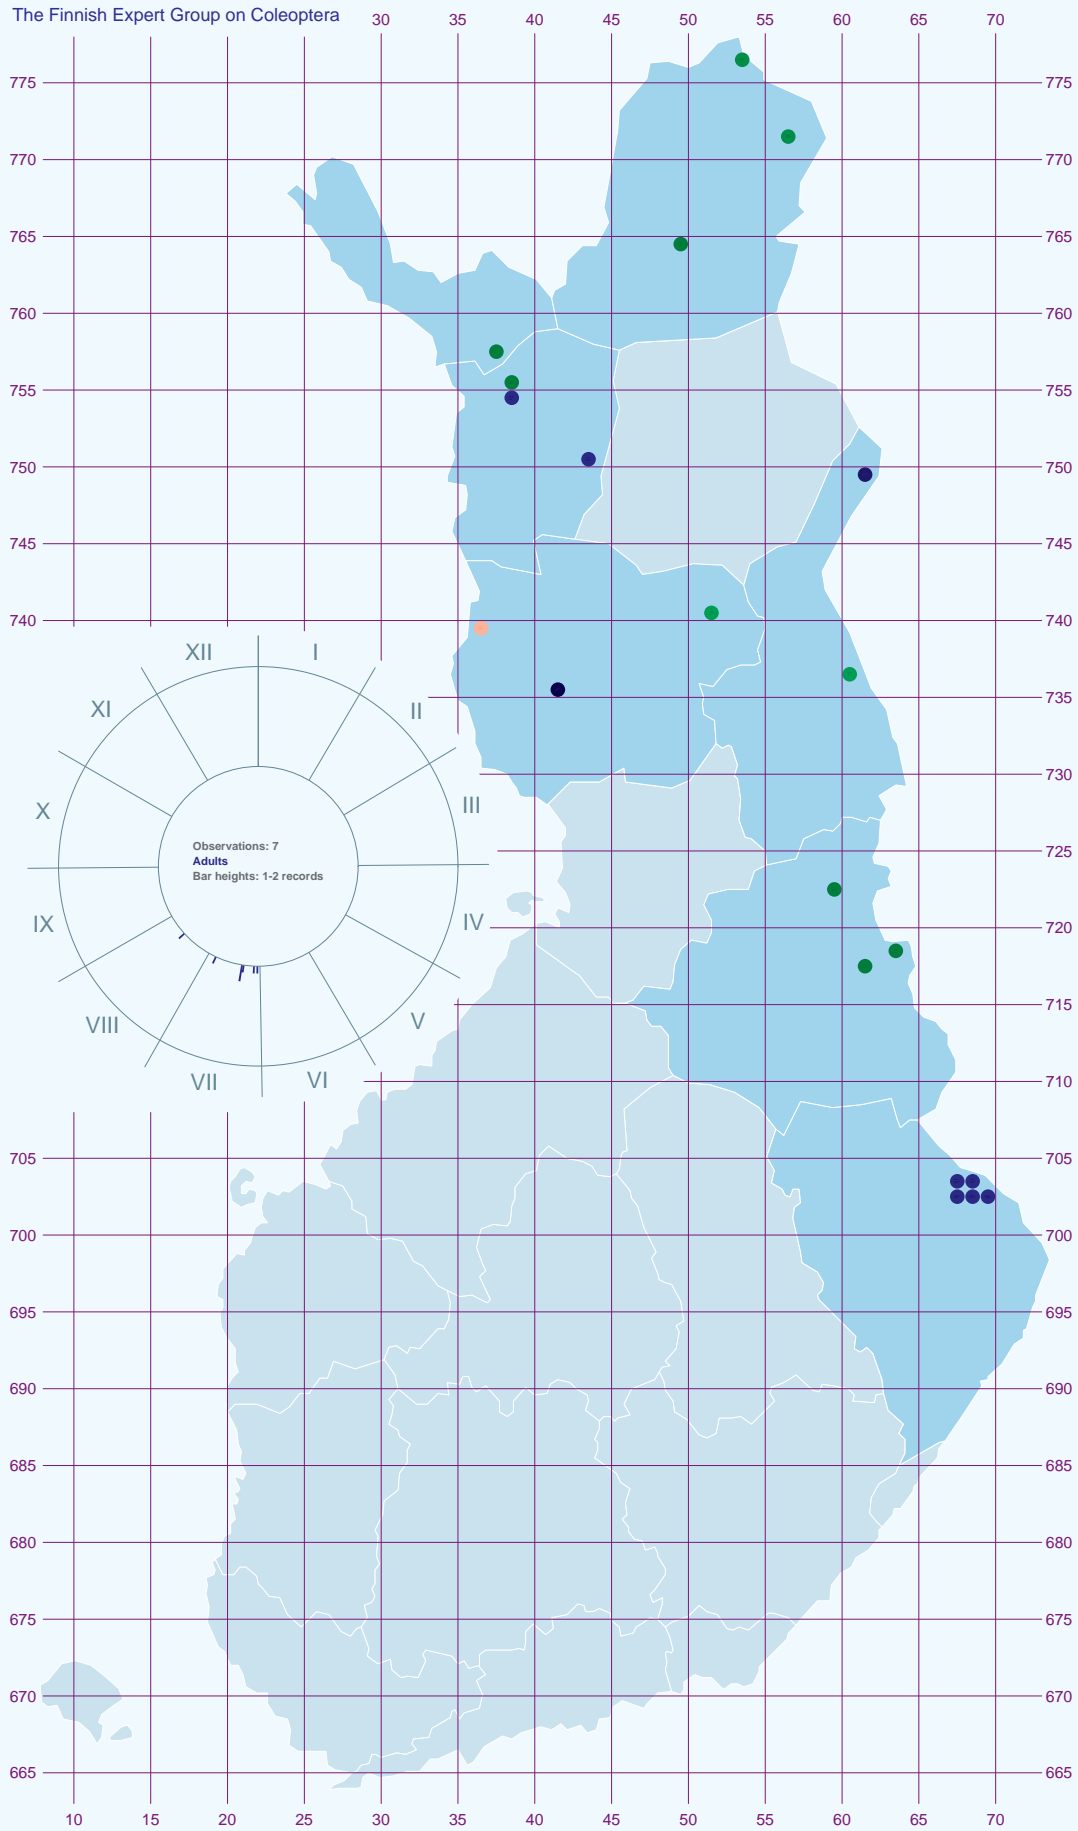 The Finnish Expert Group on Coleoptera
30 35 40 45 50 55 60 65 70
775 775
770 770
765 765
760 760
755 755
750 750
745 745
740 740
XII I
XI II
735 735
730 730
X III
725 725
Observations: 7
Adults
Bar heights: 1-2 records
IX IV
720 720
715 715
VIII V
VII VI
710 710
705 705
700 700
695 695
690 690
685 685
680 680
675 675
670 670
665 665
10 15 20 25 30 35 40 45 50 55 60 65 70